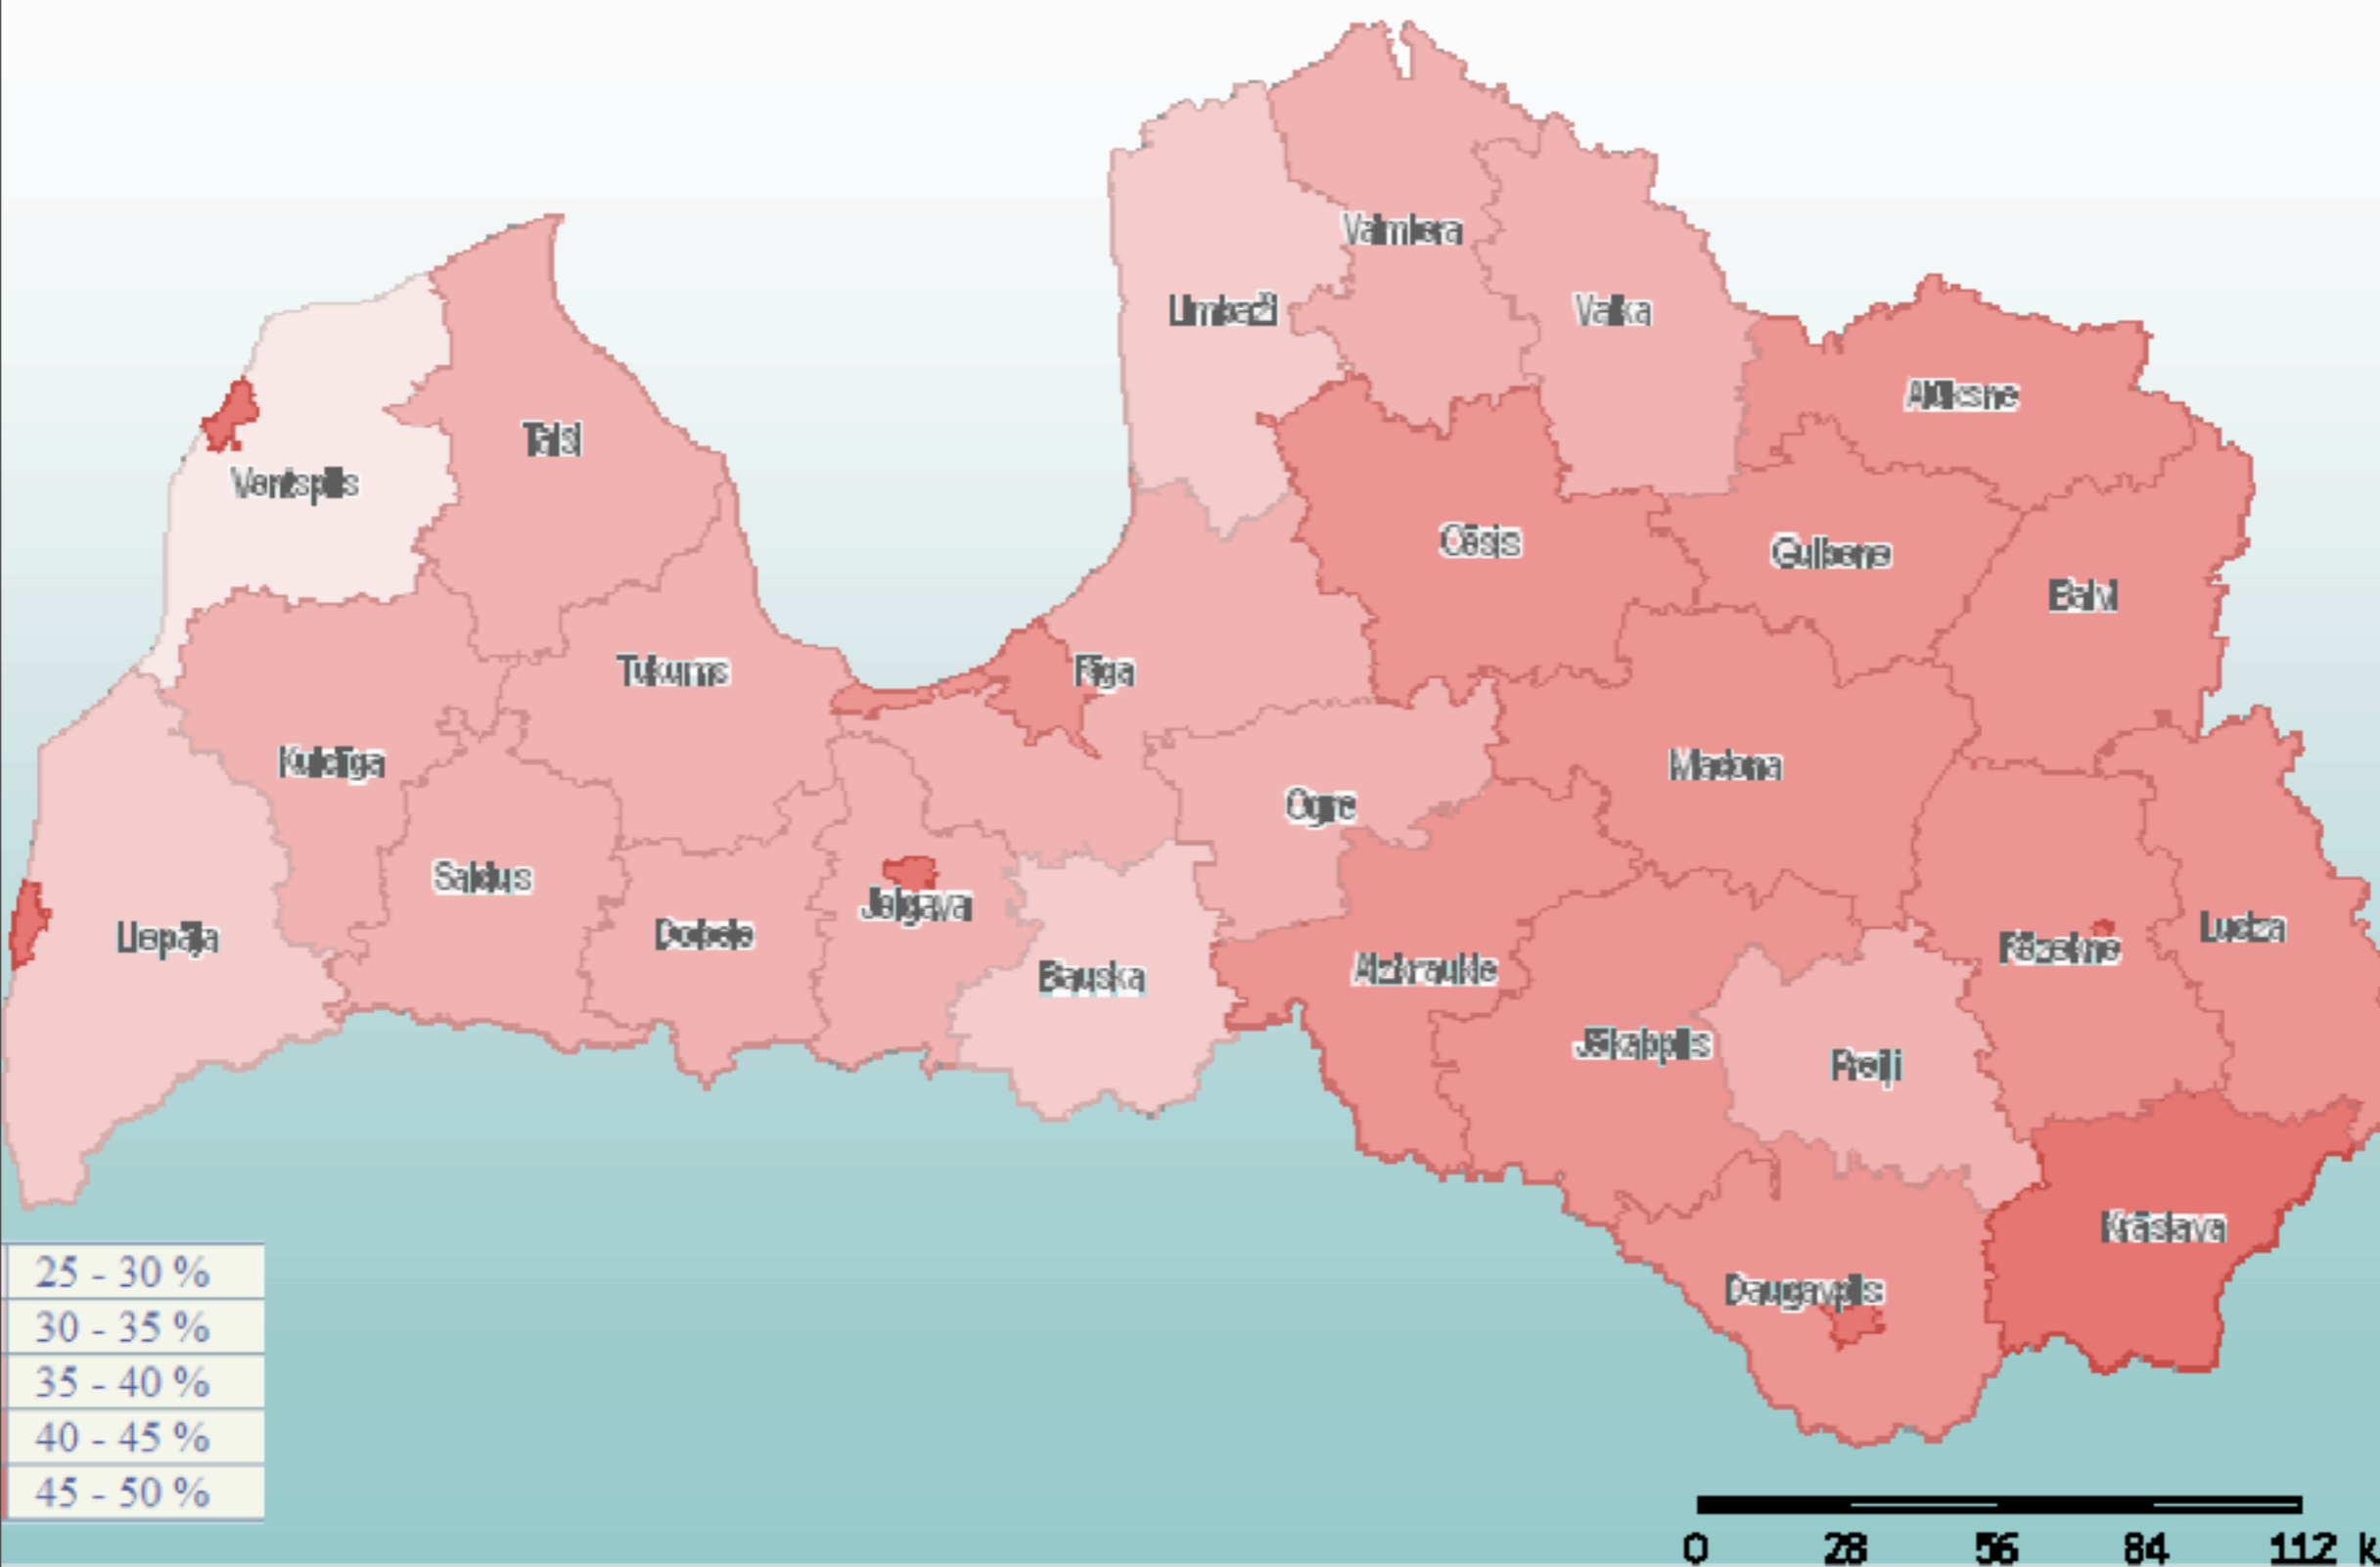 Valmiera
Limbaži
Valka
Alūksne
Talsi
Ventspils
Cēsis
Gulbene
Balvi
Tukums
Rīga
Kuldīga
Madona
Ogre
Saldus
Jelgava
Liepāja
Dobele
Bauska
Aizkraukle
Rēzekne
Ludza
Jēkabpils
Preiļi
Krāslava
Daugavpils
25 - 30 %
30 - 35 %
35 - 40 %
40 - 45 %
45 - 50 %
0 28 56 84 112 k